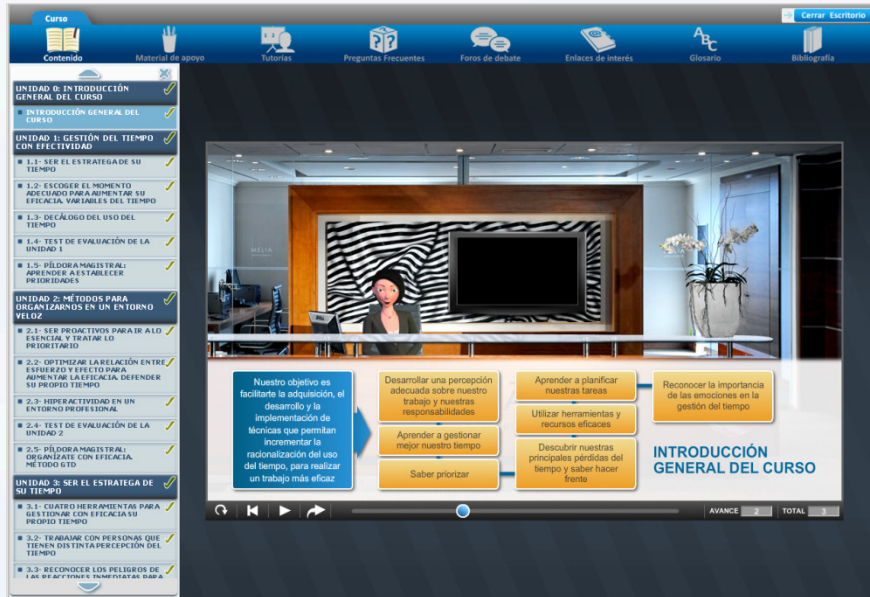 Curso
Cerrar Escritorio
Contenido
Material de apoyo
Tutorías
Preguntas Frecuentes
Foros de debate
Enlaces de interés
ABC
Glosario
Bibliografía
UNIDAD 0: INTRODUCCIÓN
GENERAL DEL CURSO
INTRODUCCIÓN GENERAL DEL
CURSO
UNIDAD 1: GESTIÓN DEL TIEMPO
CON EFECTIVIDAD
1.1- SER EL ESTRATEGA DE SU
TIEMPO
1.2- ESCOGER EL MOMENTO
ADECUADO PARA AUMENTAR SU
EFICACIA. VARIABLES DEL TIEMPO
1.3- DECÁLOGO DEL USO DEL
TIEMPO
1.4- TEST DE EVALUACIÓN DE LA
UNIDAD 1
1.5- PÍLDORA MAGISTRAL:
APRENDER A ESTABLECER
PRIORIDADES
UNIDAD 2: MÉTODOS PARA
ORGANIZARNOS EN UN ENTORNO
VELOZ
2.1- SER PROACTIVOS PARA IR A LO
ESENCIAL Y TRATAR LO
PRIORITARIO
2.2- OPTIMIZAR LA RELACIÓN ENTRE
ESFUERZO Y EFECTO PARA
AUMENTAR LA EFICACIA. DEFENDER
SU PROPIO TIEMPO
2.3- HIPERACTIVIDAD EN UN
ENTORNO PROFESIONAL
2.4- TEST DE EVALUACIÓN DE LA
UNIDAD 2
2.5- PÍLDORA MAGISTRAL:
ORGANÍZATE CON EFICACIA.
MÉTODO GTD
UNIDAD 3: SER EL ESTRATEGA DE
SU TIEMPO
3.1- CUATRO HERRAMIENTAS PARA
GESTIONAR CON EFICACIA SU
PROPIO TIEMPO
3.2- TRABAJAR CON PERSONAS QUE
TIENEN DISTINTA PERCEPCIÓN DEL
TIEMPO
3.3- RECONOCER LOS PELIGROS DE
LAS REACCIONES INMEDIATAS PARA
MELIÁ
Nuestro objetivo es
facilitarte la adquisición, el
desarrollo y la
implementación de
técnicas que permitan
incrementar la
racionalización del uso
del tiempo, para realizar
un trabajo más eficaz
Desarrollar una percepción
adecuada sobre nuestro
trabajo y nuestras
responsabilidades
Aprender a gestionar
mejor nuestro tiempo
Saber priorizar
Aprender a planificar
nuestras tareas
Utilizar herramientas y
recursos eficaces
Descubrir nuestras
principales pérdidas del
tiempo y saber hacer
frente
Reconocer la importancia
de las emociones en la
gestión del tiempo
INTRODUCCIÓN
GENERAL DEL CURSO
AVANCE 2 TOTAL 3